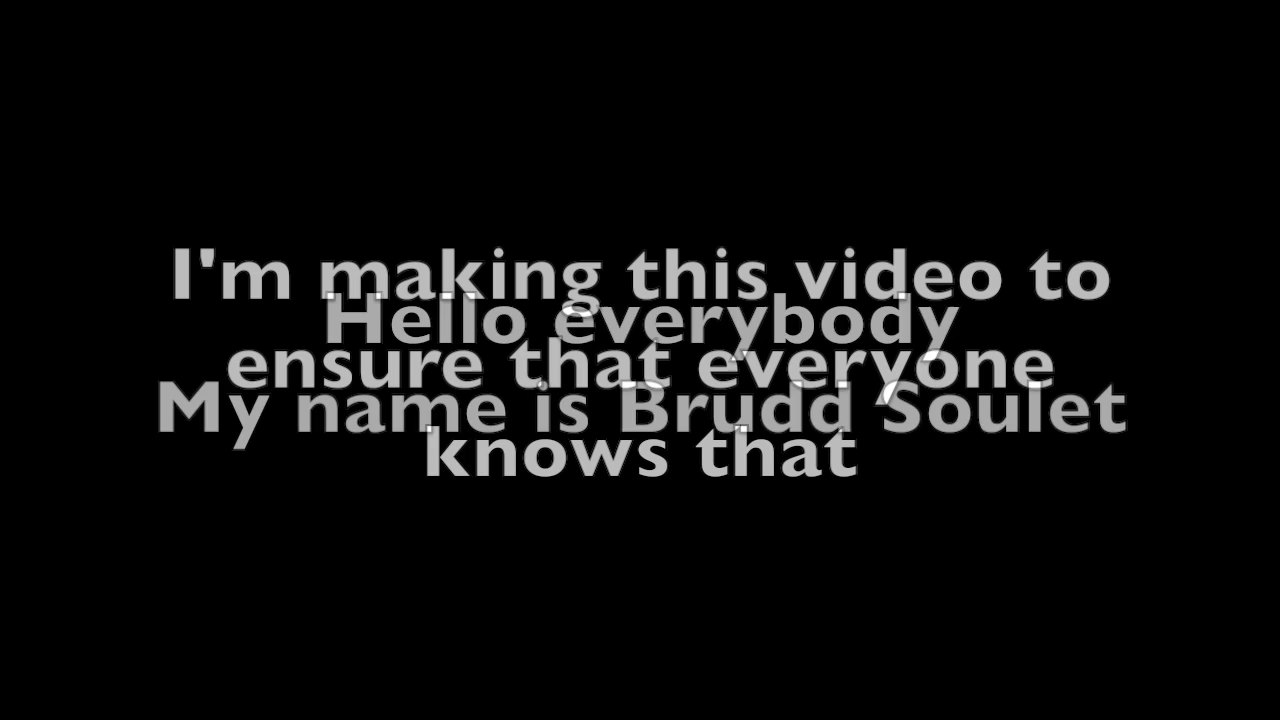 I'm making this video to
Hello everybody
ensure that everyone
My name is Brudd Soulet
knows that